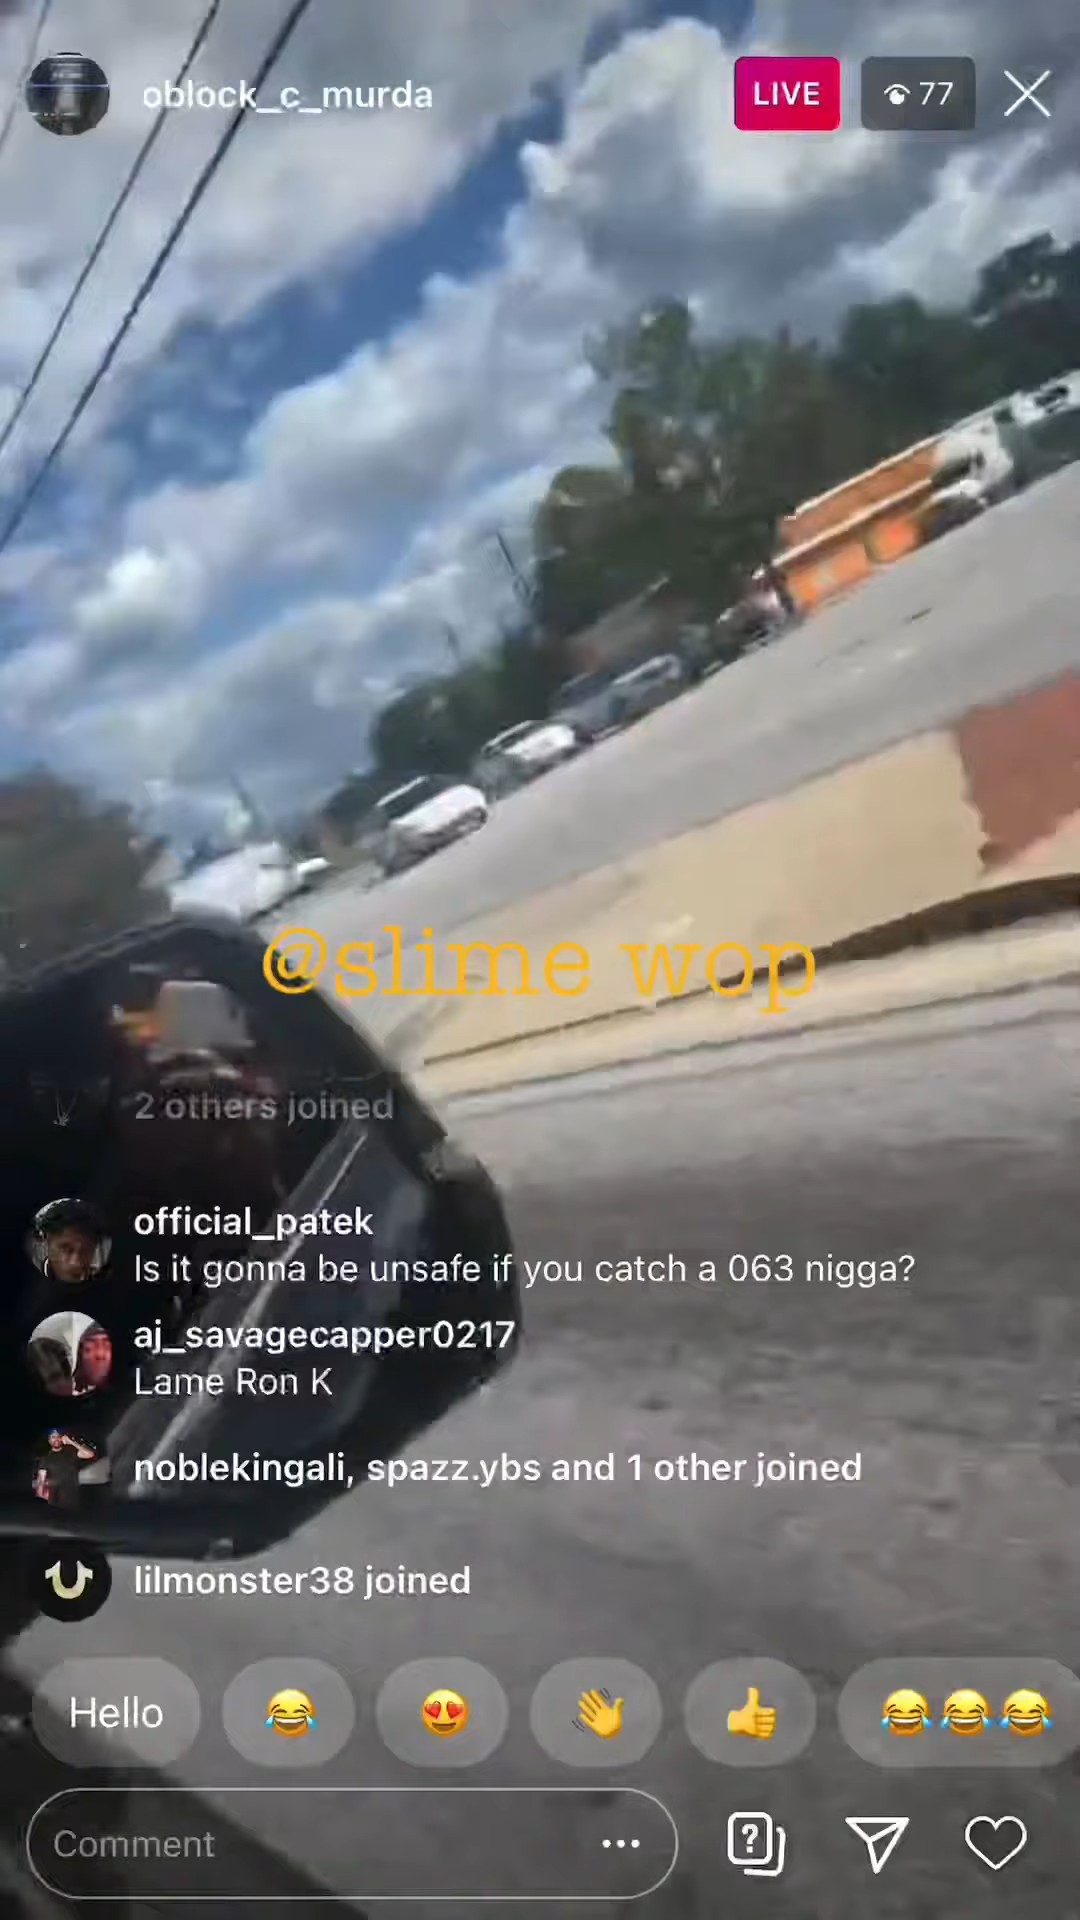 oblock_c_murda
LIVE
77
@slime wop
2 others joined
official_patek
Is it gonna be unsafe if you catch a 063 nigga?
aj_savagecapper0217
Lame Ron K
noblekingali, spazz.ybs and 1 other joined
lilmonster38 joined
Hello
Comment